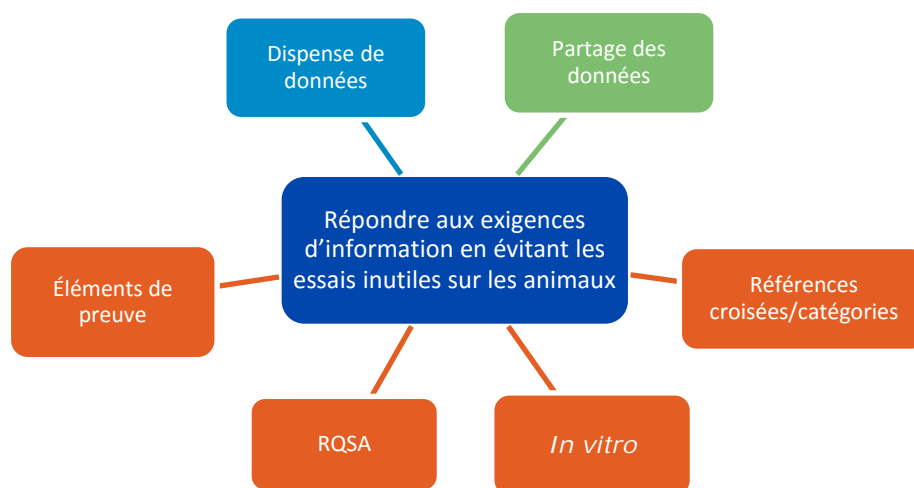 Dispense de
données
Partage des
données
Répondre aux exigences
d’information en évitant les
essais inutiles sur les animaux
Éléments de
preuve
Références
croisées/catégories
RQSA
In vitro